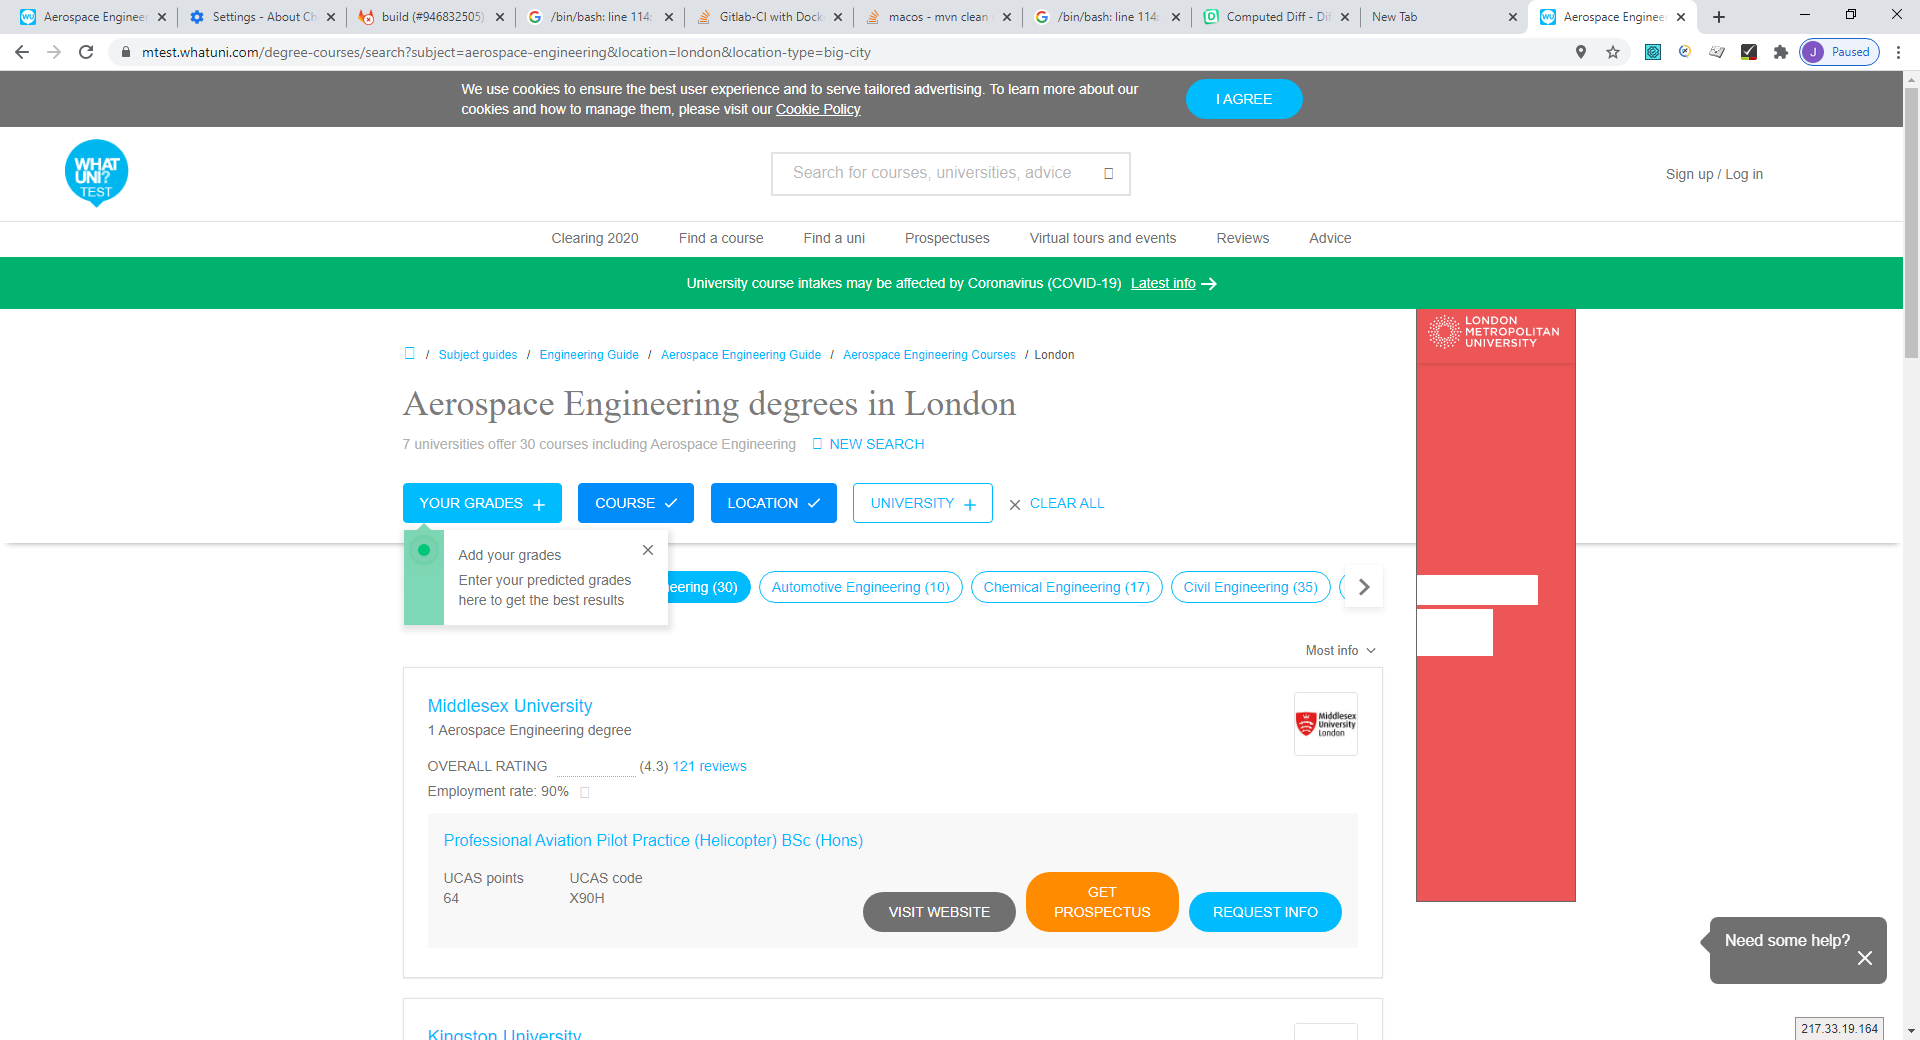 Aerospace Engineer
Settings - About Ch
build (#946832505)
/bin/bash: line 114:
Gitlab-CI with Docke
macos - mvn clean
/bin/bash: line 114:
Computed Diff - Dif
New Tab
Aerospace Engineer
mtest.whatuni.com/degree-courses/search?subject=aerospace-engineering&location=london&location-type=big-city
J Paused
We use cookies to ensure the best user experience and to serve tailored advertising. To learn more about our
cookies and how to manage them, please visit our Cookie Policy
I AGREE
WHAT
UNI?
TEST
Search for courses, universities, advice
Sign up / Log in
Clearing 2020 Find a course Find a uni Prospectuses Virtual tours and events Reviews Advice
University course intakes may be affected by Coronavirus (COVID-19) Latest info
LONDON
METROPOLITAN
UNIVERSITY
/ Subject guides / Engineering Guide / Aerospace Engineering Guide / Aerospace Engineering Courses / London
Aerospace Engineering degrees in London
7 universities offer 30 courses including Aerospace Engineering NEW SEARCH
YOUR GRADES COURSE LOCATION UNIVERSITY CLEAR ALL
Add your grades
Enter your predicted grades
here to get the best results
neering (30) Automotive Engineering (10) Chemical Engineering (17) Civil Engineering (35)
Most info
Middlesex University
1 Aerospace Engineering degree
Middlesex
University
London
OVERALL RATING (4.3) 121 reviews
Employment rate: 90%
Professional Aviation Pilot Practice (Helicopter) BSc (Hons)
UCAS points UCAS code
64 X90H
VISIT WEBSITE
GET
PROSPECTUS
REQUEST INFO
Need some help?
Kingston University
217.33.19.164